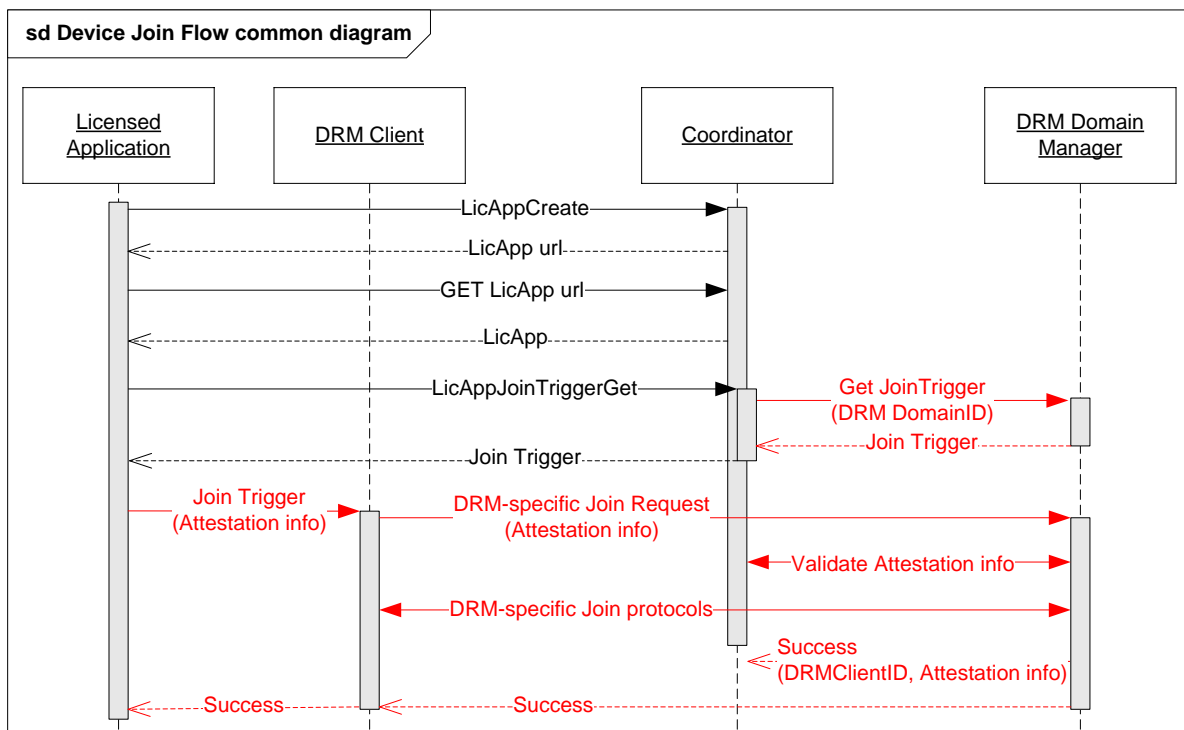 sd Device Join Flow common diagram
Licensed
Application
DRM Client
Coordinator
DRM Domain
Manager
LicAppCreate
LicApp url
GET LicApp url
LicApp
LicAppJoinTriggerGet
Get JoinTrigger
(DRM DomainID)
Join Trigger
Join Trigger
Join Trigger
(Attestation info)
DRM-specific Join Request
(Attestation info)
Validate Attestation info
DRM-specific Join protocols
Success
(DRMClientID, Attestation info)
Success
Success